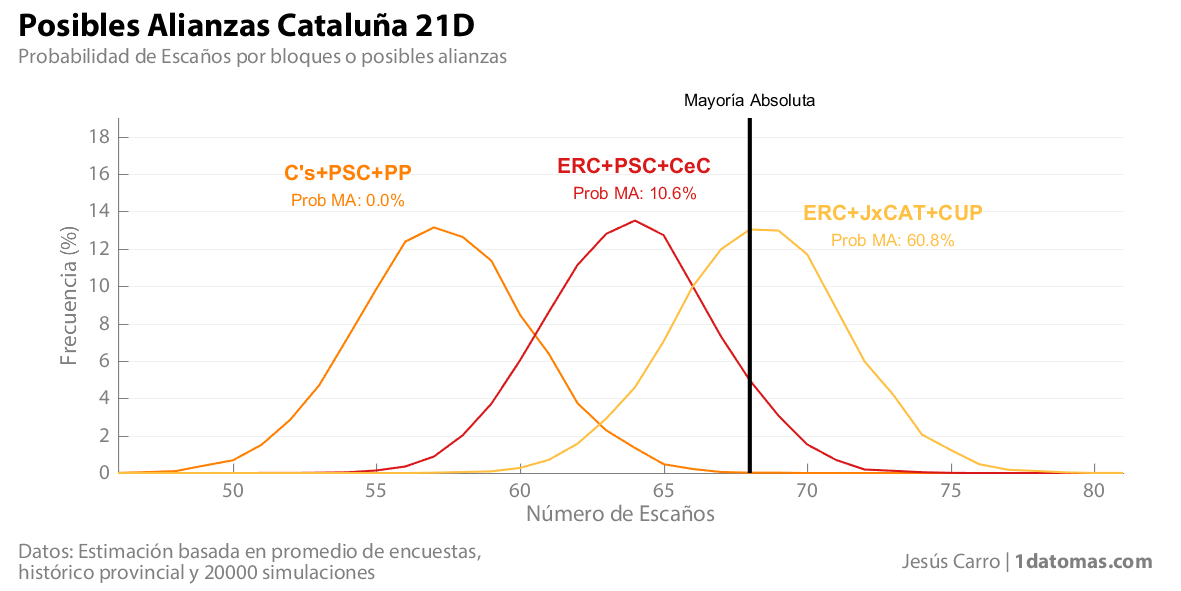 Posibles Alianzas Cataluña 21D
Probabilidad de Escaños por bloques o posibles alianzas
Mayoría Absoluta
18
16
14
12
10
8
6
4
2
0
Frecuencia (%)
C's+PSC+PP
Prob MA: 0.0%
ERC+PSC+CeC
Prob MA: 10.6%
ERC+JxCAT+CUP
Prob MA: 60.8%
50 55 60 65 70 75 80
Número de Escaños
Datos: Estimación basada en promedio de encuestas,
histórico provincial y 20000 simulaciones
Jesús Carro | 1datomas.com